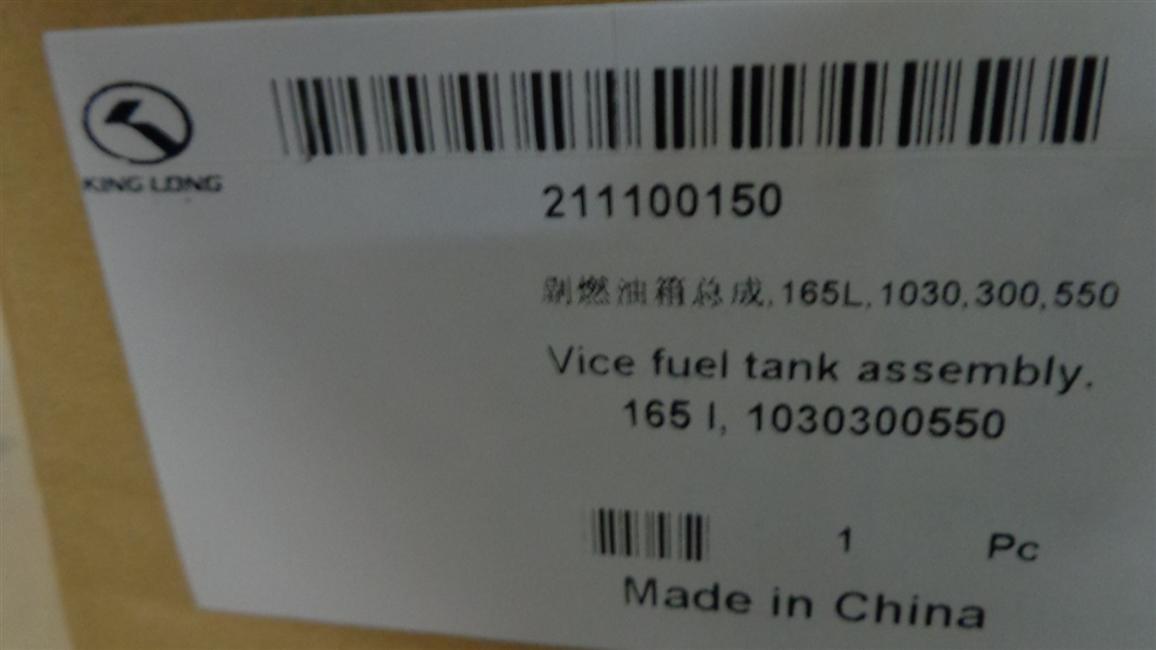 KING LONG
211100150
副燃油箱总成,165L,1030,300,550
Vice fuel tank assembly.
165 l, 1030300550
1 Pc
Made in China